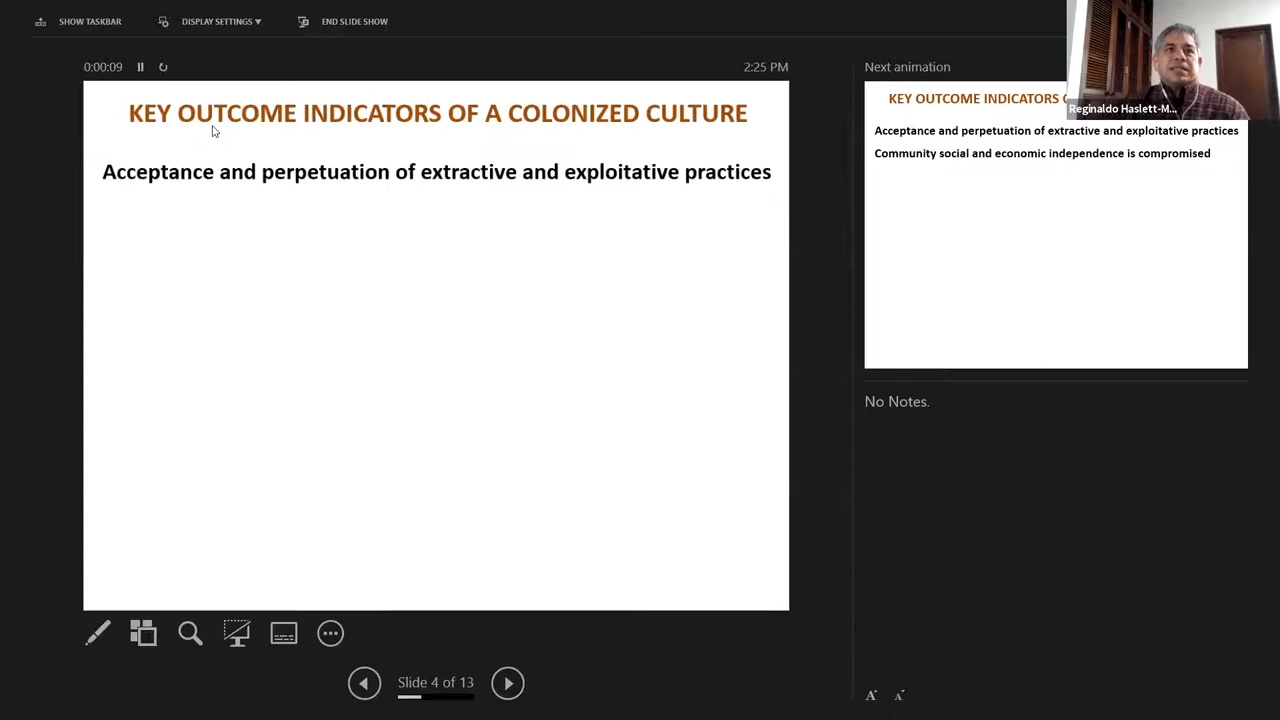 SHOW TASKBAR
DISPLAY SETTINGS ▼
END SLIDE SHOW
0:00:09
2:25 PM
KEY OUTCOME INDICATORS OF A COLONIZED CULTURE
Acceptance and perpetuation of extractive and exploitative practices
Slide 4 of 13
Next animation
KEY OUTCOME INDICATORS
Acceptance and perpetuation of extractive and exploitative practices
Community social and economic independence is compromised
No Notes.
A A
Reginaldo Haslett-M...